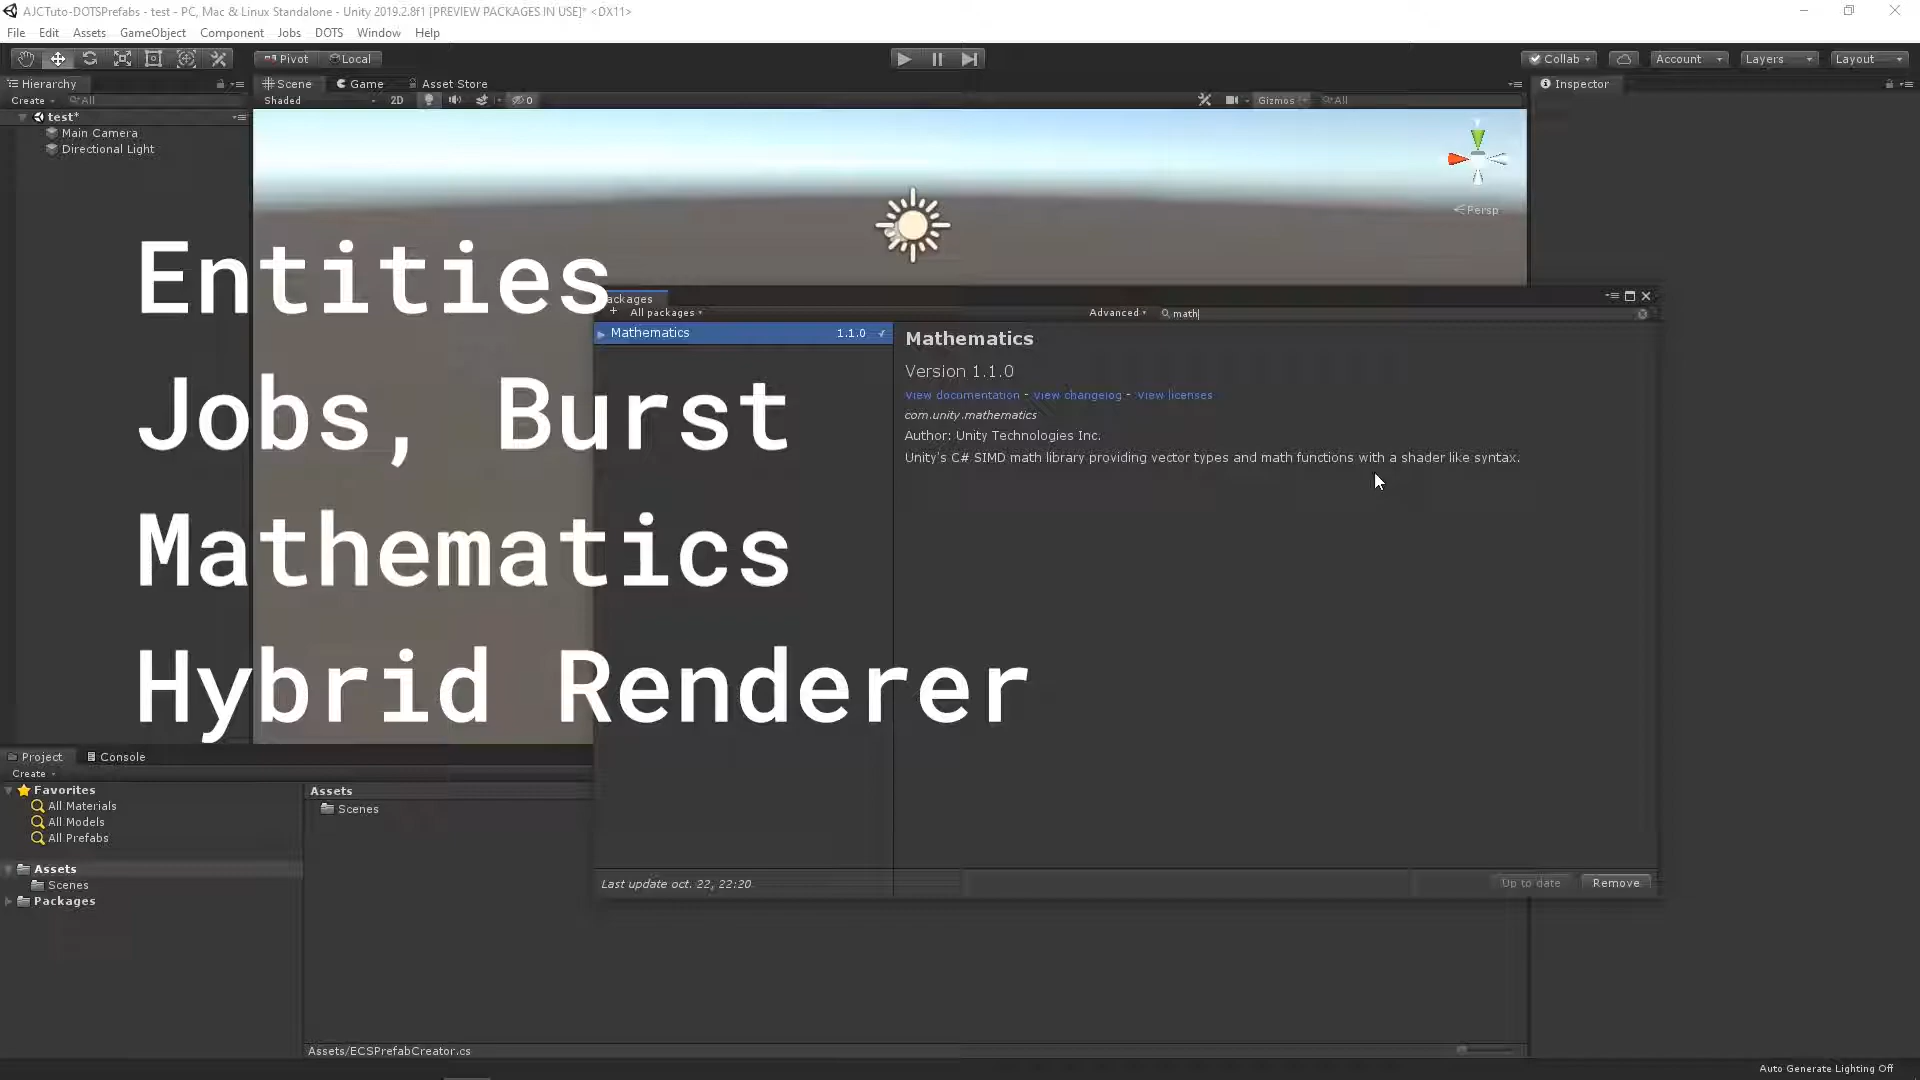 AJCTuto-DOTSPrefabs - test - PC, Mac & Linux Standalone - Unity 2019.2.8f1 [PREVIEW PACKAGES IN USE]* <DX11>
File Edit Assets GameObject Component Jobs DOTS Window Help
Pivot Local Collab Account Layers Layout
Hierarchy Scene Game Asset Store Inspector
Create All Shaded 2D 0 Gizmos All
test*
Main Camera
Directional Light
Persp
Entities
Jobs, Burst
Mathematics
Hybrid Renderer
ackages
+ All packages Advanced math
Mathematics 1.1.0
Mathematics
Version 1.1.0
View documentation - View changelog - View licenses
com.unity.mathematics
Author: Unity Technologies Inc.
Unity's C# SIMD math library providing vector types and math functions with a shader like syntax.
Last update oct. 22, 22:20 Up to date Remove
Project Console
Create
Favorites
All Materials
All Models
All Prefabs
Assets
Scenes
Packages
Assets
Scenes
Assets/ECSPrefabCreator.cs
Auto Generate Lighting Off